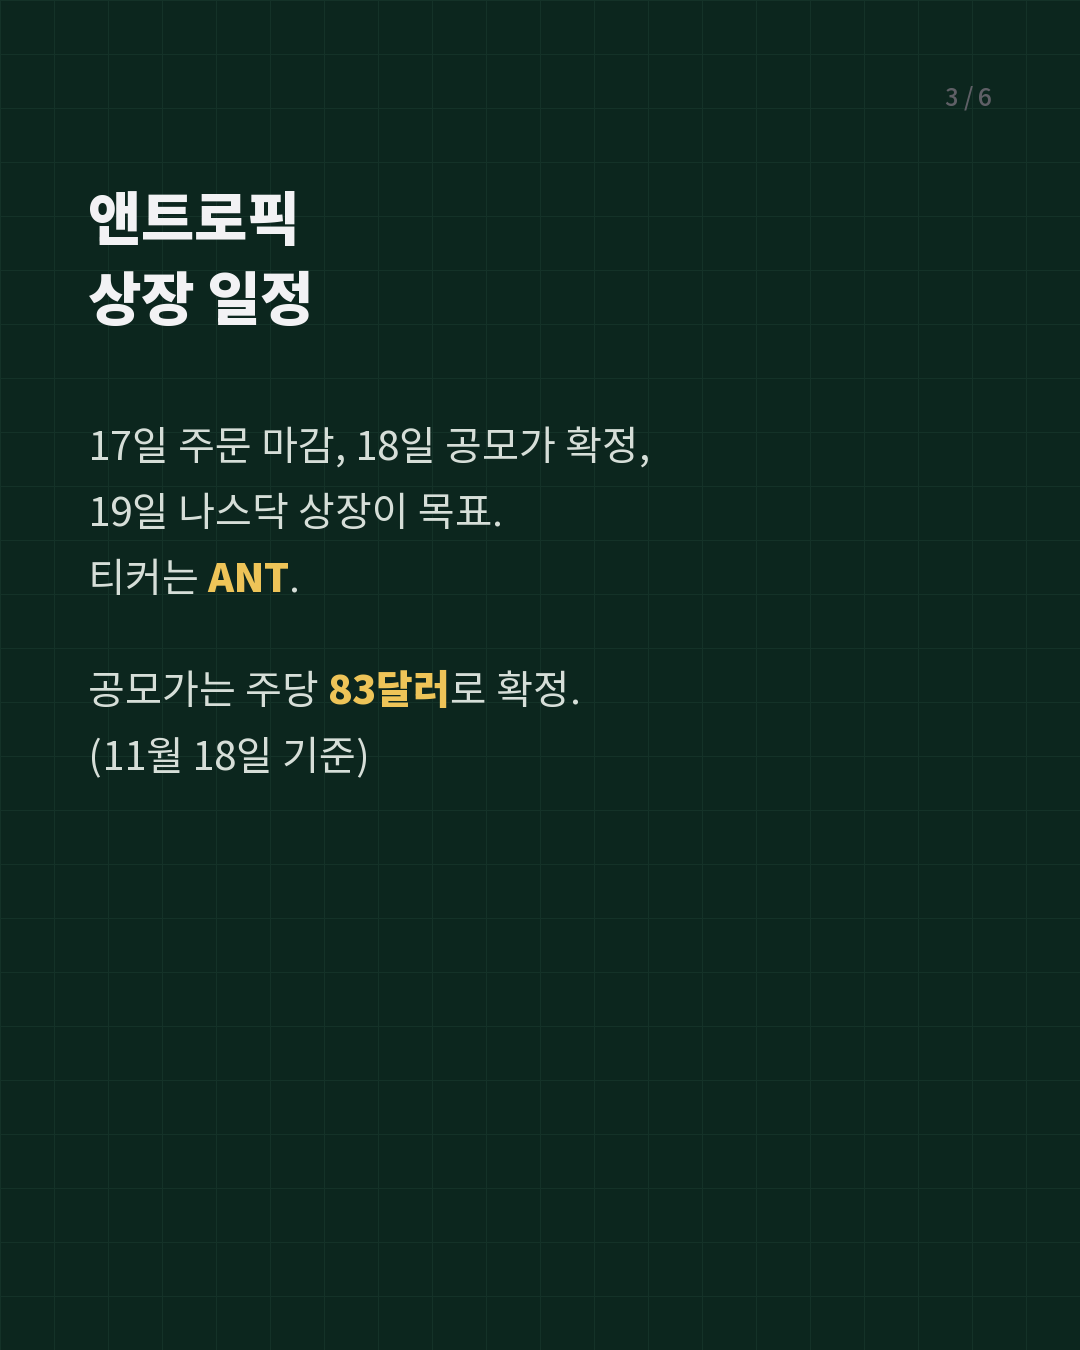 3 / 6
앤트로픽
상장 일정
17일 주문 마감, 18일 공모가 확정,
19일 나스닥 상장이 목표.
티커는 ANT.
공모가는 주당 83달러로 확정.
(11월 18일 기준)